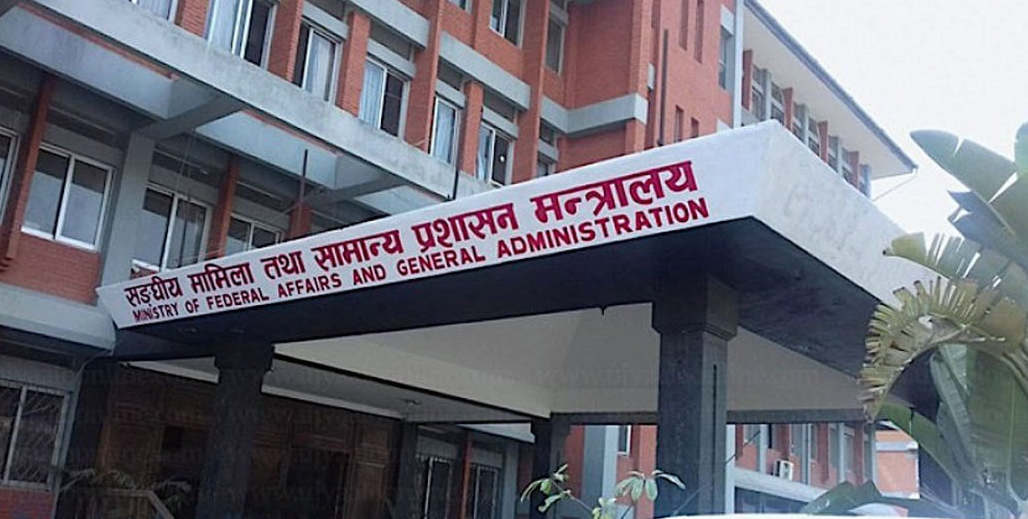 सङ्घीय मामिला तथा सामान्य प्रशासन मन्त्रालय
MINISTRY OF FEDERAL AFFAIRS AND GENERAL ADMINISTRATION